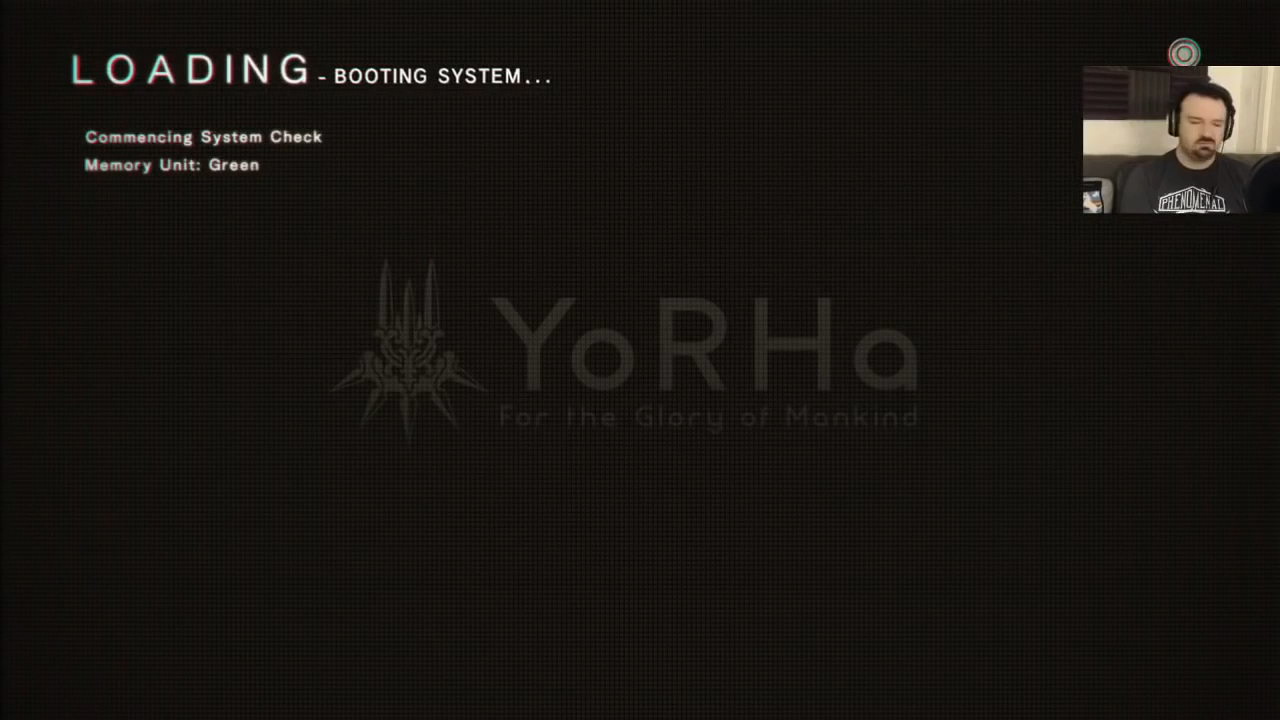 LOADING - BOOTING SYSTEM...
Commencing System Check
Memory Unit: Green
PHENOMENAL
YoRHa
For the Glory of Mankind